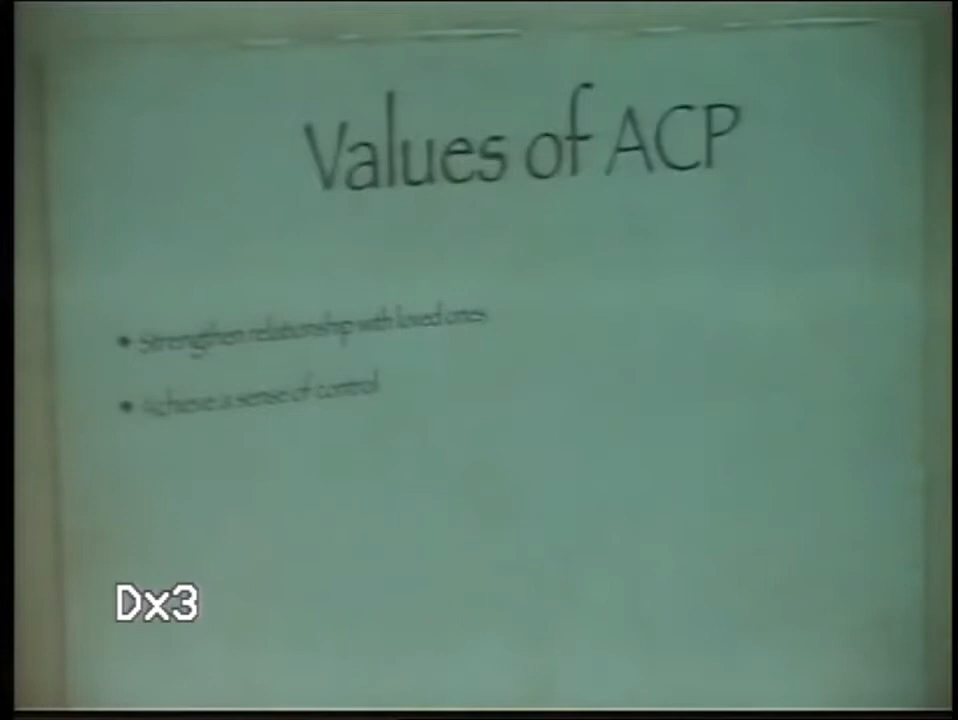 Values of ACP
• Strengthen relationship with loved ones
• Achieve a sense of control
Dx3